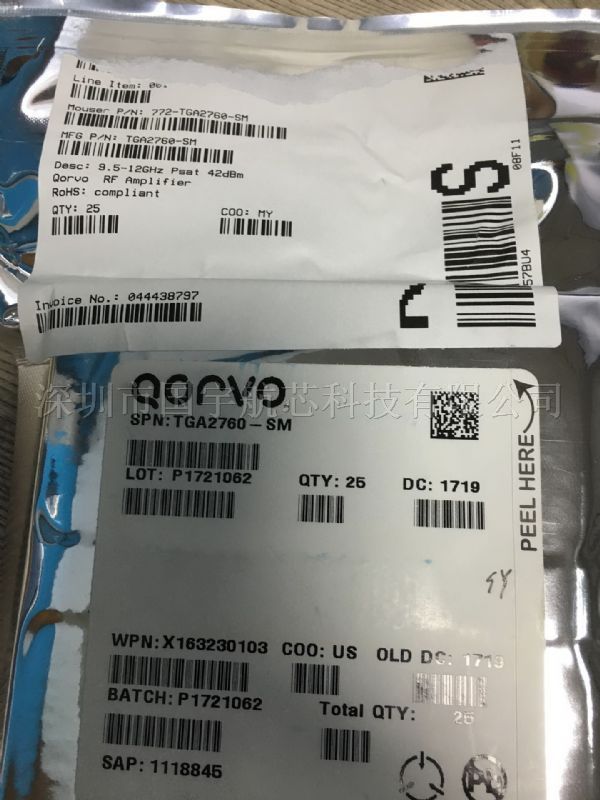 Line Item: 00
Mouser P/N: 772-TGA2760-SM
MFG P/N: TGA2760-SM
Desc: 9.5-12GHz Psat 42dBm
Qorvo RF Amplifier
RoHS: compliant
QTY: 25 COO: MY
Invoice No.: 044438797
S
08F11
57BU4
QORVO
深圳市国宇航芯科技有限公司
SPN: TGA2760-SM
LOT: P1721062 QTY: 25 DC: 1719
PEEL HERE
WPN: X163230103 COO: US OLD DC: 1719
BATCH: P1721062 Total QTY: 25
SAP: 1118845